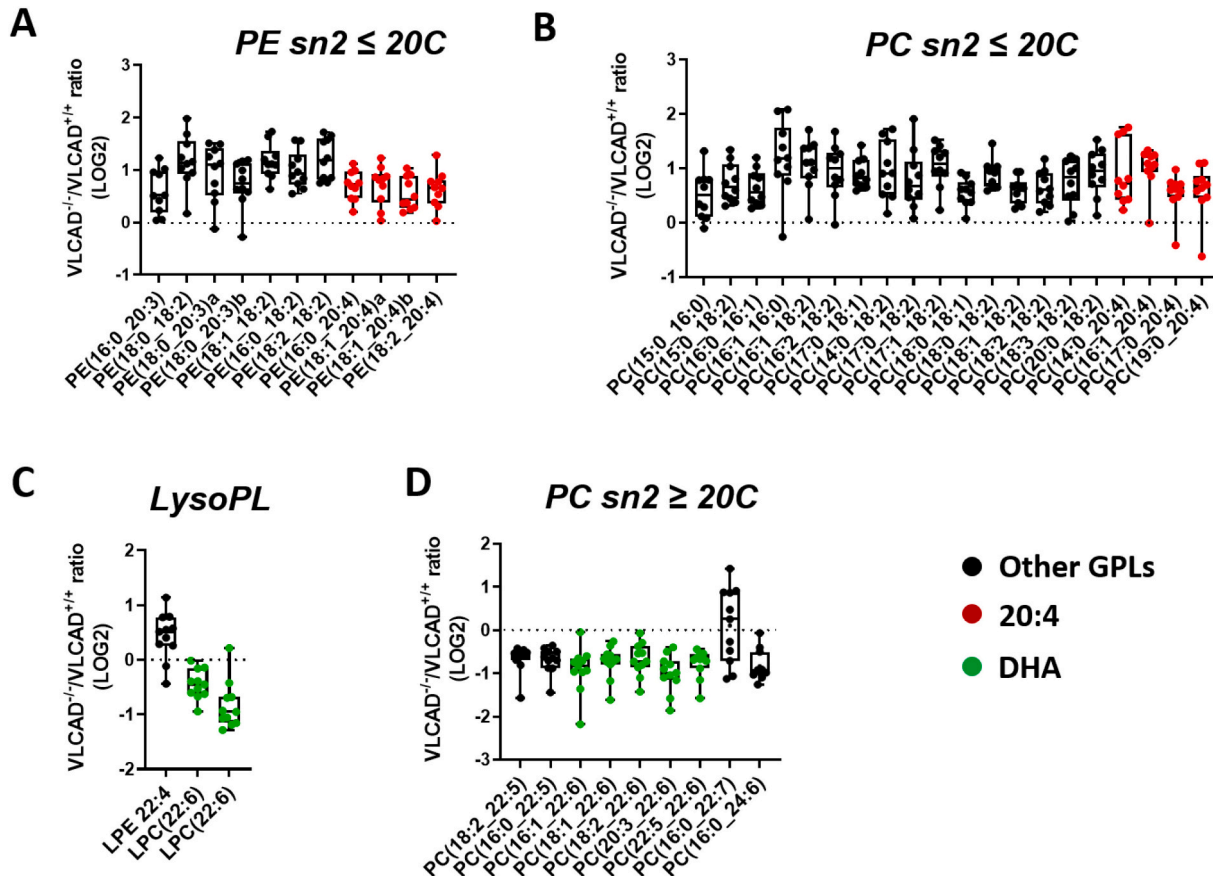 A
PE sn2 ≤ 20C
VLCAD-/-/VLCAD+/+ ratio
(LOG2)
3
2
1
0
-1
PE(16:0_20:3)
PE(18:0_18:2)
PE(18:0_20:3)a
PE(18:0_20:3)b
PE(18:1_18:2)
PE(16:0_18:2)
PE(18:2_18:2)
PE(16:0_20:4)
PE(18:1_20:4)a
PE(18:1_20:4)b
PE(18:2_20:4)
B
PC sn2 ≤ 20C
VLCAD-/-/VLCAD+/+ ratio
(LOG2)
3
2
1
0
-1
PC(15:0_16:0)
PC(15:0_18:2)
PC(16:0_16:1)
PC(16:1_16:0)
PC(16:1_18:2)
PC(16:2_18:2)
PC(17:0_18:1)
PC(14:0_18:2)
PC(17:0_18:2)
PC(17:1_18:2)
PC(18:0_18:1)
PC(18:0_18:2)
PC(18:1_18:2)
PC(18:2_18:2)
PC(18:3_18:2)
PC(20:0_18:2)
PC(14:0_20:4)
PC(16:1_20:4)
PC(17:0_20:4)
PC(19:0_20:4)
C
LysoPL
VLCAD-/-/VLCAD+/+ ratio
(LOG2)
2
1
0
-1
-2
LPE 22:4
LPC(22:6)
LPC(22:6)
D
PC sn2 ≥ 20C
VLCAD-/-/VLCAD+/+ ratio
(LOG2)
2
1
0
-1
-2
-3
PC(18:2_22:5)
PC(16:0_22:5)
PC(16:1_22:6)
PC(18:1_22:6)
PC(18:2_22:6)
PC(20:3_22:6)
PC(22:5_22:6)
PC(16:0_22:7)
PC(16:0_24:6)
Other GPLs
20:4
DHA